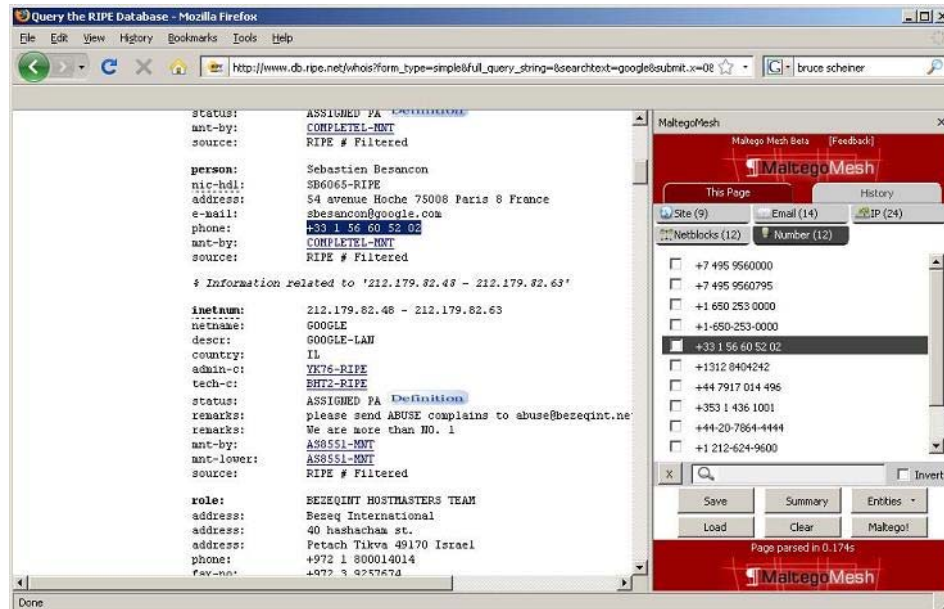 Query the RIPE Database - Mozilla Firefox
File Edit View History Bookmarks Tools Help
http://www.db.ripe.net/whois?form_type=simple&full_query_string=&searchtext=google&submit.x=08 G bruce scheiner
status: ASSIGNED PA Definition
mnt-by: COMPLETEL-MNT
source: RIPE # Filtered
person: Sebastien Besancon
nic-hdl: SB6065-RIPE
address: 54 avenue Hoche 75008 Paris 8 France
e-mail: sbesancon@google.com
phone: +33 1 56 60 52 02
mnt-by: COMPLETEL-MNT
source: RIPE # Filtered
% Information related to '212.179.82.48 - 212.179.82.63'
inetnum: 212.179.82.48 - 212.179.82.63
netname: GOOGLE
descr: GOOGLE-LAN
country: IL
admin-c: YK76-RIPE
tech-c: BHT2-RIPE
status: ASSIGNED PA Definition
remarks: please send ABUSE complains to abuse@bezeqint.ne
remarks: We are more than NO. 1
mnt-by: AS8551-MNT
mnt-lower: AS8551-MNT
source: RIPE # Filtered
role: BEZEQINT HOSTMASTERS TEAM
address: Bezeq International
address: 40 hashacham st.
address: Petach Tikva 49170 Israel
phone: +972 1 800014014
fax-no: +972 3 9257674
MaltegoMesh x
Maltego Mesh Beta [Feedback]
MaltegoMesh
This Page History
Site (9) Email (14) IP (24)
Netblocks (12) Number (12)
+7 495 9560000
+7 495 9560795
+1 650 253 0000
+1-650-253-0000
+33 1 56 60 52 02
+1312 8404242
+44 7917 014 496
+353 1 436 1001
+44-20-7864-4444
+1 212-624-9600
x Invert
Save Summary Entities
Load Clear Maltego!
Page parsed in 0.174s
MaltegoMesh
Done